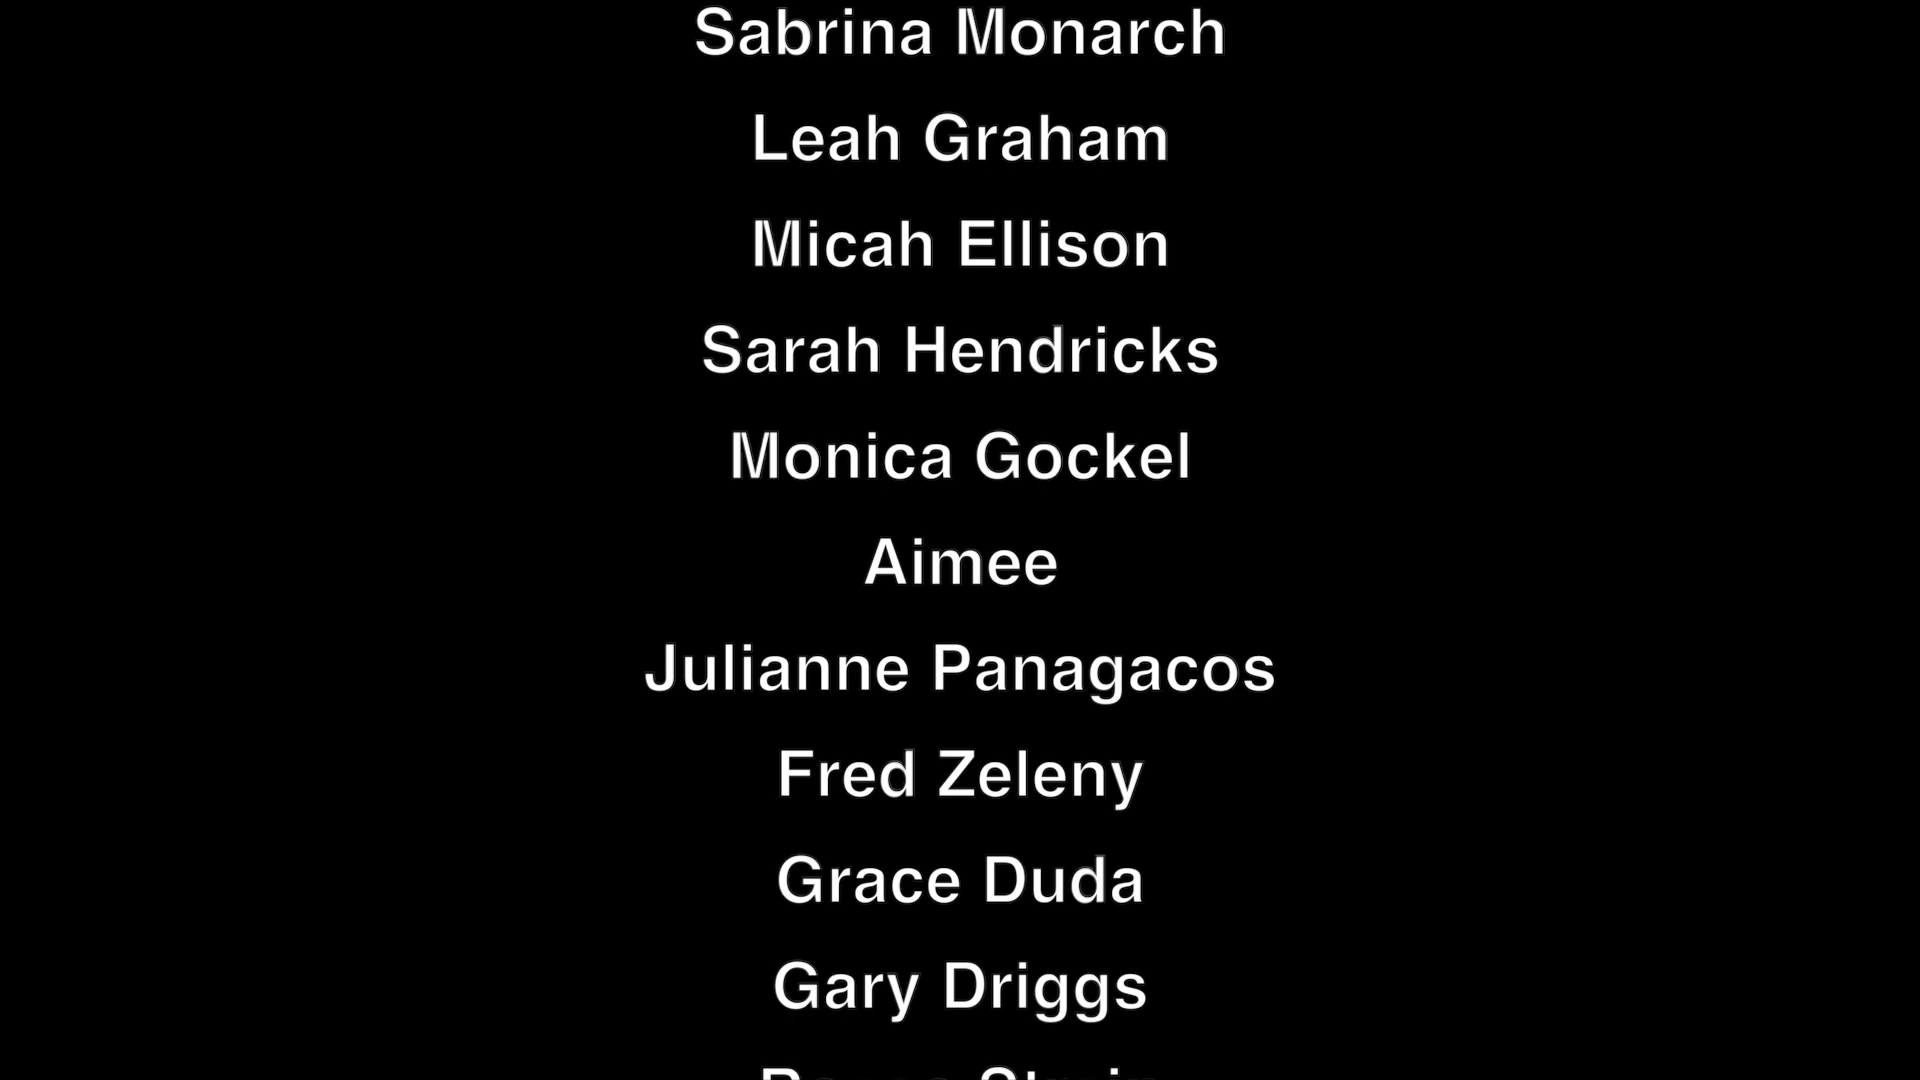 Sabrina Monarch
Leah Graham
Micah Ellison
Sarah Hendricks
Monica Gockel
Aimee
Julianne Panagacos
Fred Zeleny
Grace Duda
Gary Driggs